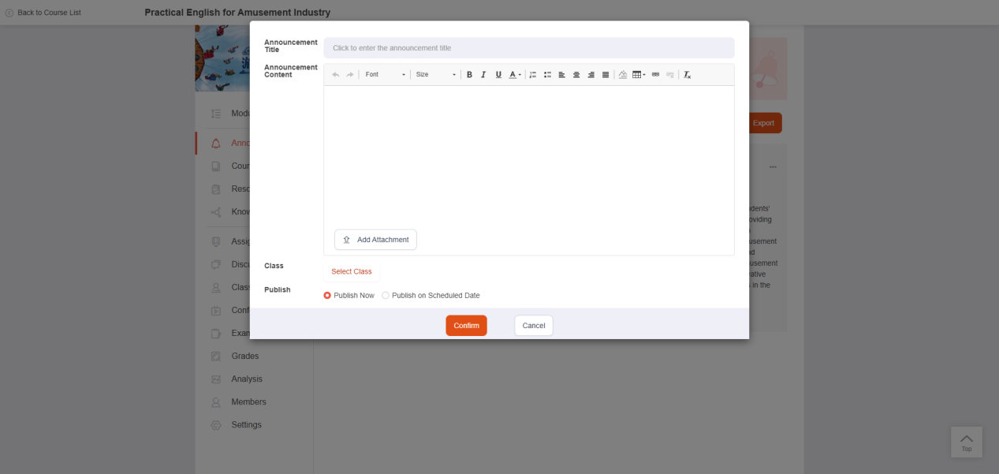 Back to Course List
Practical English for Amusement Industry
Announcement
Title
Click to enter the announcement title
Announcement
Content
Font
Size
B I U A
Add Attachment
Class
Select Class
Publish
Publish Now
Publish on Scheduled Date
Confirm
Cancel
Modu
Anno
Cour
Reso
Know
Assig
Discu
Class
Conf
Exam
Grades
Analysis
Members
Settings
Export
dents'
oviding
usement
d
usement
ative
in the
Top